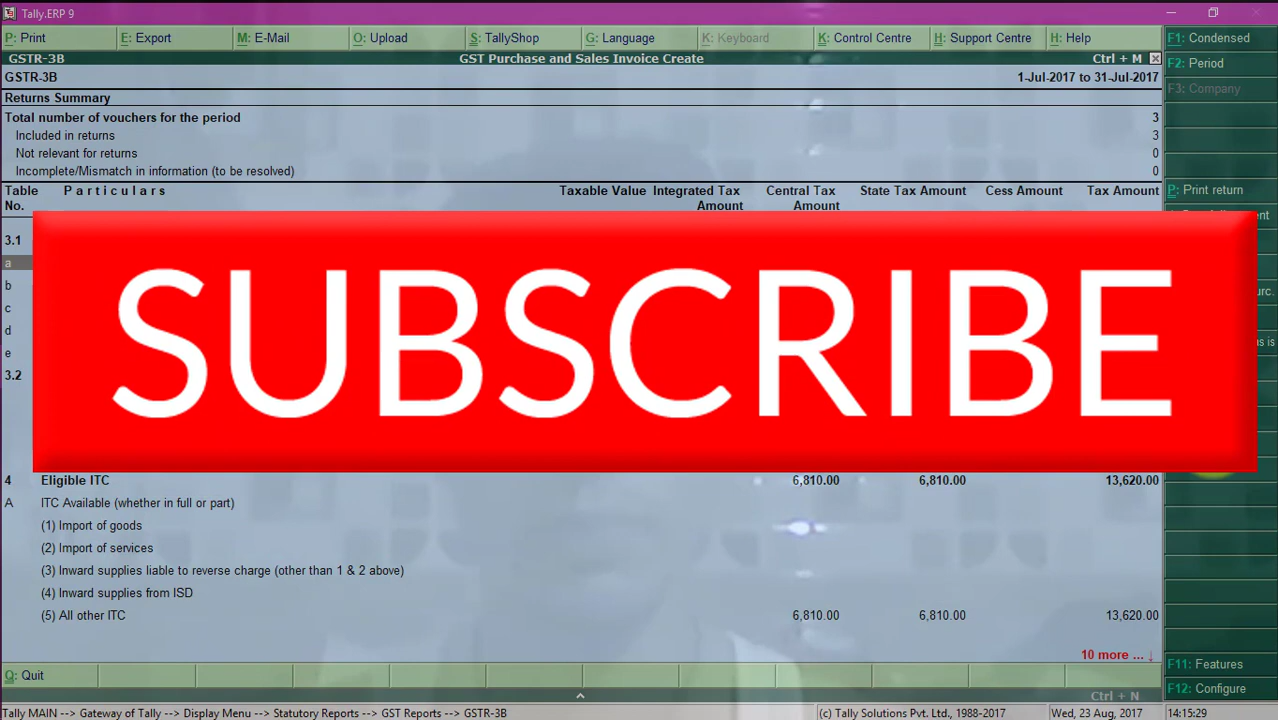 Tally.ERP 9
P: Print E: Export M: E-Mail O: Upload S: TallyShop G: Language K: Keyboard K: Control Centre H: Support Centre H: Help F1: Condensed
GSTR-3B GST Purchase and Sales Invoice Create Ctrl + M
F2: Period
GSTR-3B 1-Jul-2017 to 31-Jul-2017
F3: Company
Returns Summary
Total number of vouchers for the period 3
Included in returns 3
Not relevant for returns 0
Incomplete/Mismatch in information (to be resolved) 0
Table Particulars Taxable Value Integrated Tax Central Tax State Tax Amount Cess Amount Tax Amount P: Print return
No. Amount Amount
3.1
a
b
c
d
e
3.2
SUBSCRIBE
4 Eligible ITC 6,810.00 6,810.00 13,620.00
A ITC Available (whether in full or part)
(1) Import of goods
(2) Import of services
(3) Inward supplies liable to reverse charge (other than 1 & 2 above)
(4) Inward supplies from ISD
(5) All other ITC 6,810.00 6,810.00 13,620.00
10 more ... ↓
F11: Features
Q: Quit
F12: Configure
Ctrl + N
Tally MAIN --> Gateway of Tally --> Display Menu --> Statutory Reports --> GST Reports --> GSTR-3B (c) Tally Solutions Pvt. Ltd., 1988-2017 Wed, 23 Aug, 2017 14:15:29